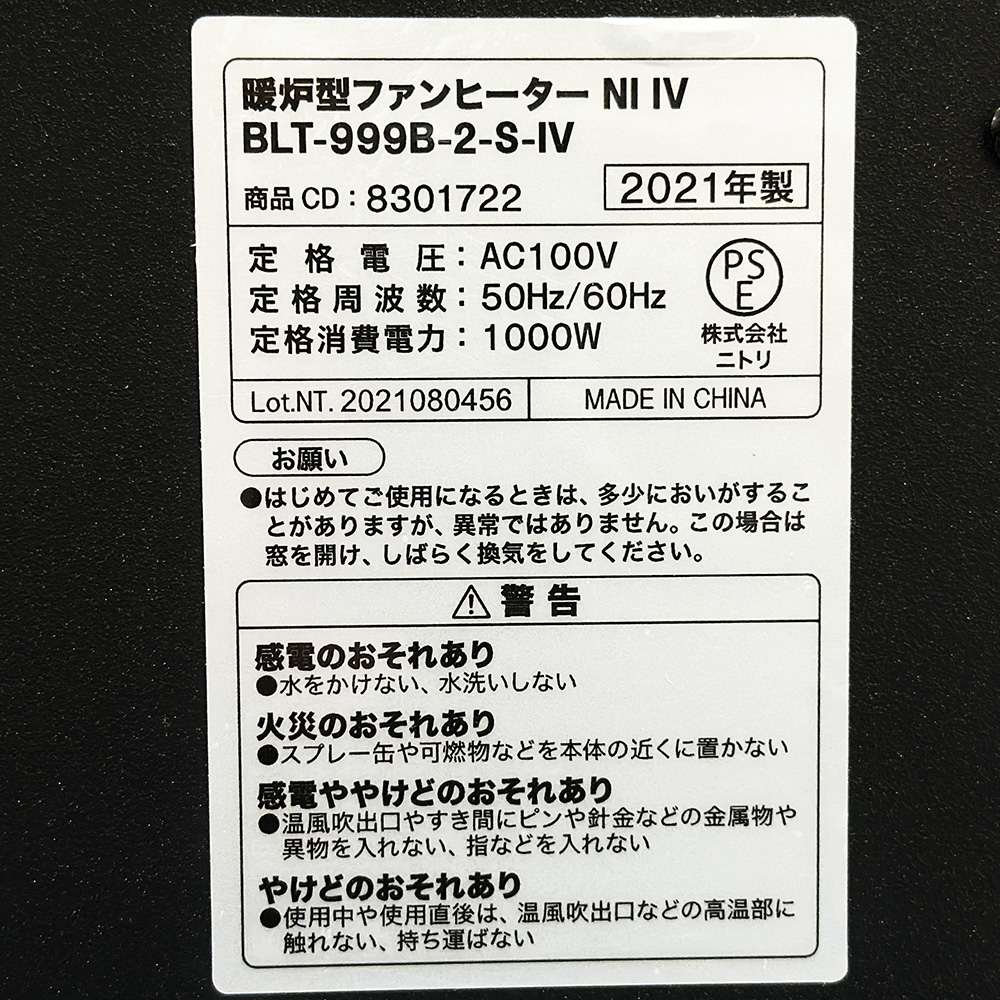 暖炉型ファンヒーター NI IV
BLT-999B-2-S-IV
商品 CD：8301722
2021年製
定格電圧：AC100V
定格周波数：50Hz/60Hz
定格消費電力：1000W
PS
E
株式会社
ニトリ
Lot.NT. 2021080456
MADE IN CHINA
お願い
●はじめてご使用になるときは、多少においがするこ
とがありますが、異常ではありません。この場合は
窓を開け、しばらく換気をしてください。
⚠警告
感電のおそれあり
●水をかけない、水洗いしない
火災のおそれあり
●スプレー缶や可燃物などを本体の近くに置かない
感電ややけどのおそれあり
●温風吹出口やすき間にピンや針金などの金属物や
異物を入れない、指などを入れない
やけどのおそれあり
●使用中や使用直後は、温風吹出口などの高温部に
触れない、持ち運ばない